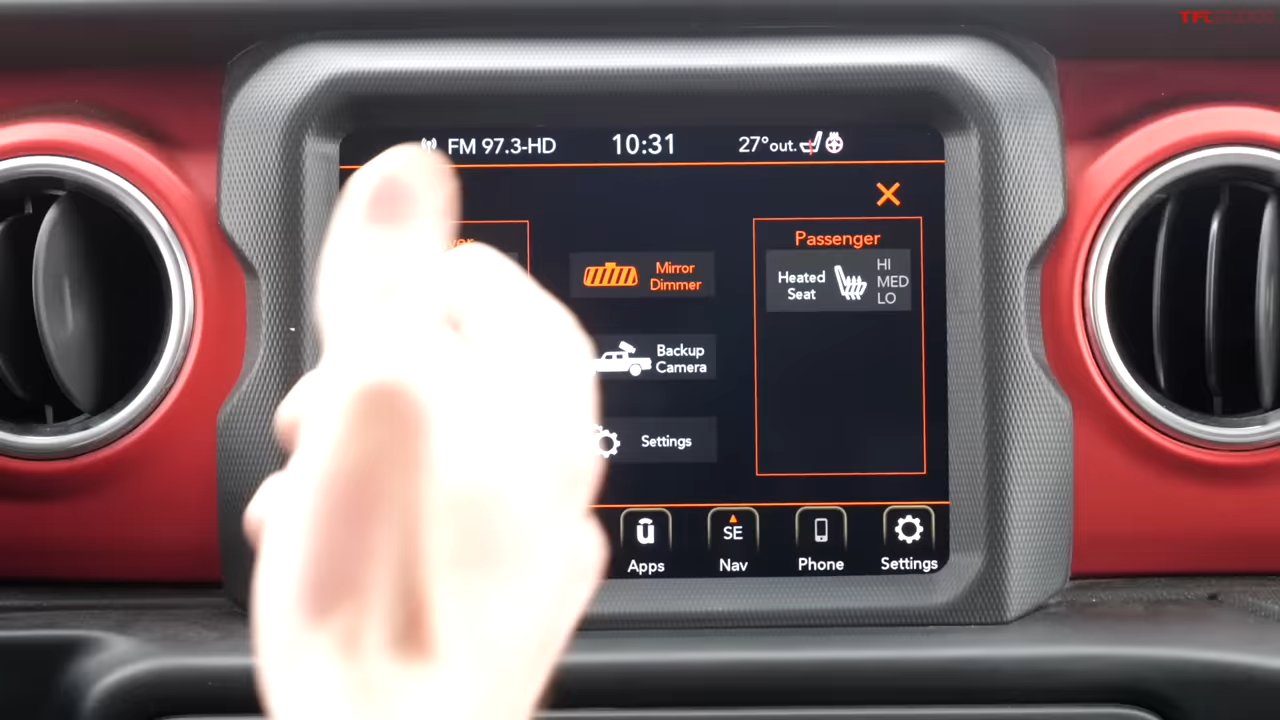 TFL
FM 97.3-HD
10:31
27°out.
Passenger
Mirror
Dimmer
Heated
Seat
HI
MED
LO
Backup
Camera
Settings
ū
Apps
SE
Nav
Phone
Settings